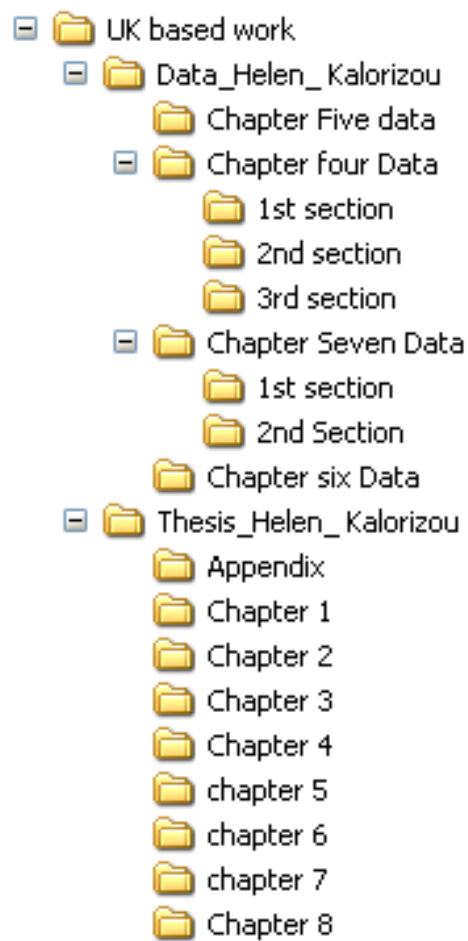 UK based work
Data_Helen_ Kalorizou
Chapter Five data
Chapter four Data
1st section
2nd section
3rd section
Chapter Seven Data
1st section
2nd Section
Chapter six Data
Thesis_Helen_ Kalorizou
Appendix
Chapter 1
Chapter 2
Chapter 3
Chapter 4
chapter 5
chapter 6
chapter 7
Chapter 8